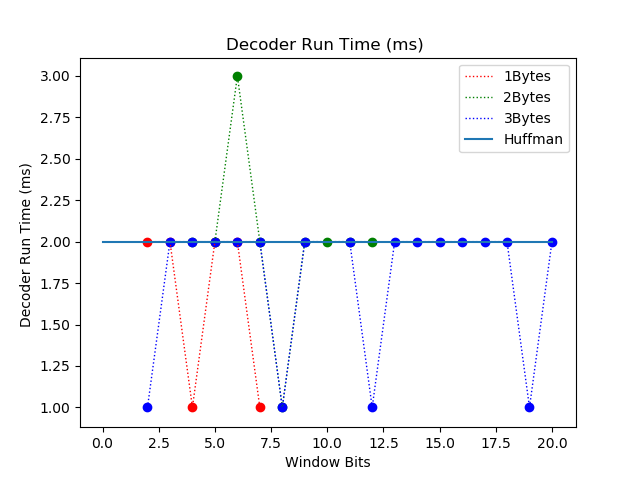 Decoder Run Time (ms)
1Bytes
2Bytes
3Bytes
Huffman
3.00
2.75
2.50
2.25
2.00
1.75
1.50
1.25
1.00
Decoder Run Time (ms)
0.0 2.5 5.0 7.5 10.0 12.5 15.0 17.5 20.0
Window Bits